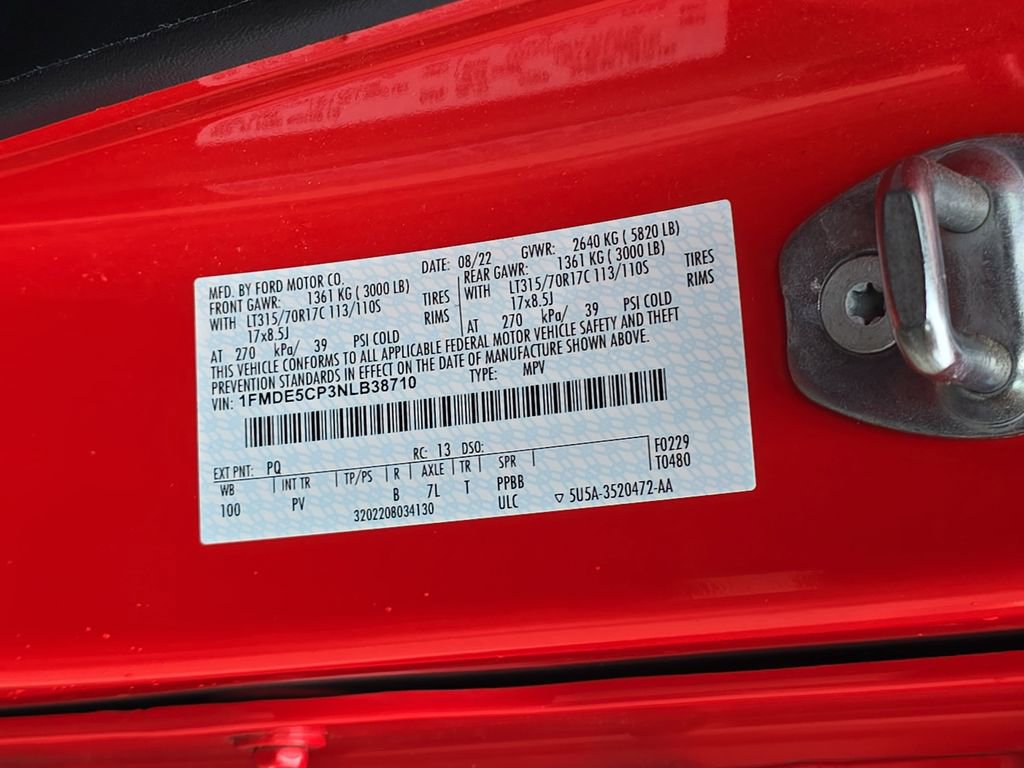 MFD. BY FORD MOTOR CO.
DATE: 08/22 GVWR: 2640 KG ( 5820 LB)
FRONT GAWR: 1361 KG ( 3000 LB)
REAR GAWR: 1361 KG ( 3000 LB)
WITH LT315/70R17C 113/110S TIRES
WITH LT315/70R17C 113/110S TIRES
17x8.5J RIMS
17x8.5J RIMS
AT 270 kPa/ 39 PSI COLD
AT 270 kPa/ 39 PSI COLD
THIS VEHICLE CONFORMS TO ALL APPLICABLE FEDERAL MOTOR VEHICLE SAFETY AND THEFT
PREVENTION STANDARDS IN EFFECT ON THE DATE OF MANUFACTURE SHOWN ABOVE.
VIN: 1FMDE5CP3NLB38710 TYPE: MPV
EXT PNT: PQ RC: 13 DSO:
WB INT TR TP/PS R AXLE TR SPR F0229
100 PV B 7L T PPBB T0480
3202208034130 ULC ▽ 5U5A-3520472-AA